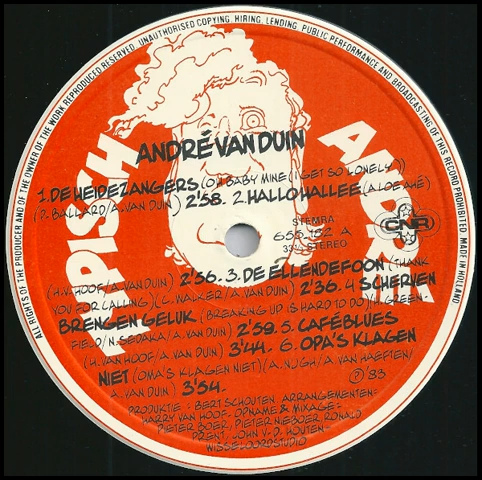 ALL RIGHTS OF THE PRODUCER AND OF THE OWNER OF THE WORK REPRODUCED RESERVED. UNAUTHORISED COPYING, HIRING, LENDING, PUBLIC PERFORMANCE AND BROADCASTING OF THIS RECORD PROHIBITED. MADE IN HOLLAND
PISH
ANDRÉ
ANDRÉ VAN DUIN
1. DE HEIDEZANGERS (OH BABY MINE (I GET SO LONELY))
(P. BALLARD/A. VAN DUIN) 2'58. 2. HALLO HALLEE (ALOE AHÉ)
STEMRA
655.152 A
33⅓ STEREO
CNR
(H.V. HOOF/A. VAN DUIN) 2'56. 3. DE ELLENDEFOON (THANK
YOU FOR CALLING) (C. WALKER/A. VAN DUIN) 2'36. 4. SCHERVEN
BRENGEN GELUK (BREAKING UP IS HARD TO DO) (H. GREEN
FIELD/N. SEDAKA/A. VAN DUIN) 2'59. 5. CAFÉBLUES
(H. VAN HOOF/A. VAN DUIN) 3'44. 6. OPA'S KLAGEN
NIET (OMA'S KLAGEN NIET) (A. NIJGH/A. VAN HAEFTEN/
A. VAN DUIN) 3'54.
Ⓟ '83
PRODUKTIE: BERT SCHOUTEN ARRANGEMENTEN:
HARRY VAN HOOF. OPNAME & MIXAGE:
PIETER BOER, PIETER NIEBOER, RONALD
PRENT, JOHN V.D. HOUTEN-
WISSELOORDSTUDIO